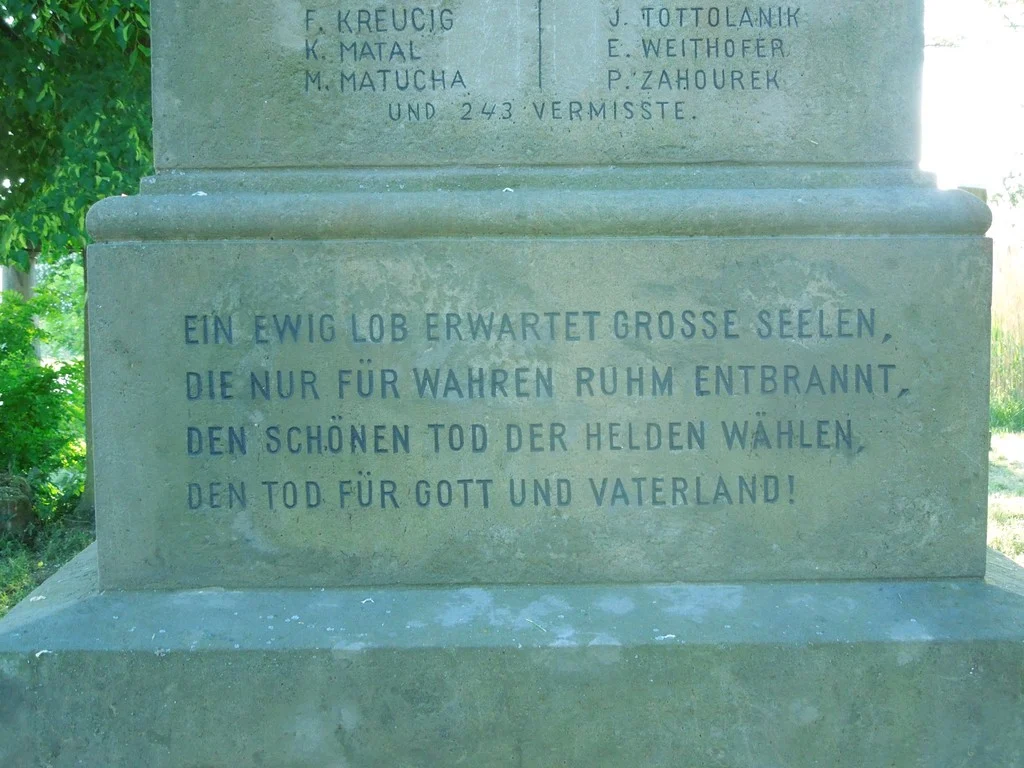 F. KREUCIG
K. MATAL
M. MATUCHA
J. TOTTOLANIK
E. WEITHOFER
P. ZAHOUREK
UND 243 VERMISSTE.
EIN EWIG LOB ERWARTET GROSSE SEELEN,
DIE NUR FÜR WAHREN RUHM ENTBRANNT,
DEN SCHÖNEN TOD DER HELDEN WÄHLEN,
DEN TOD FÜR GOTT UND VATERLAND!